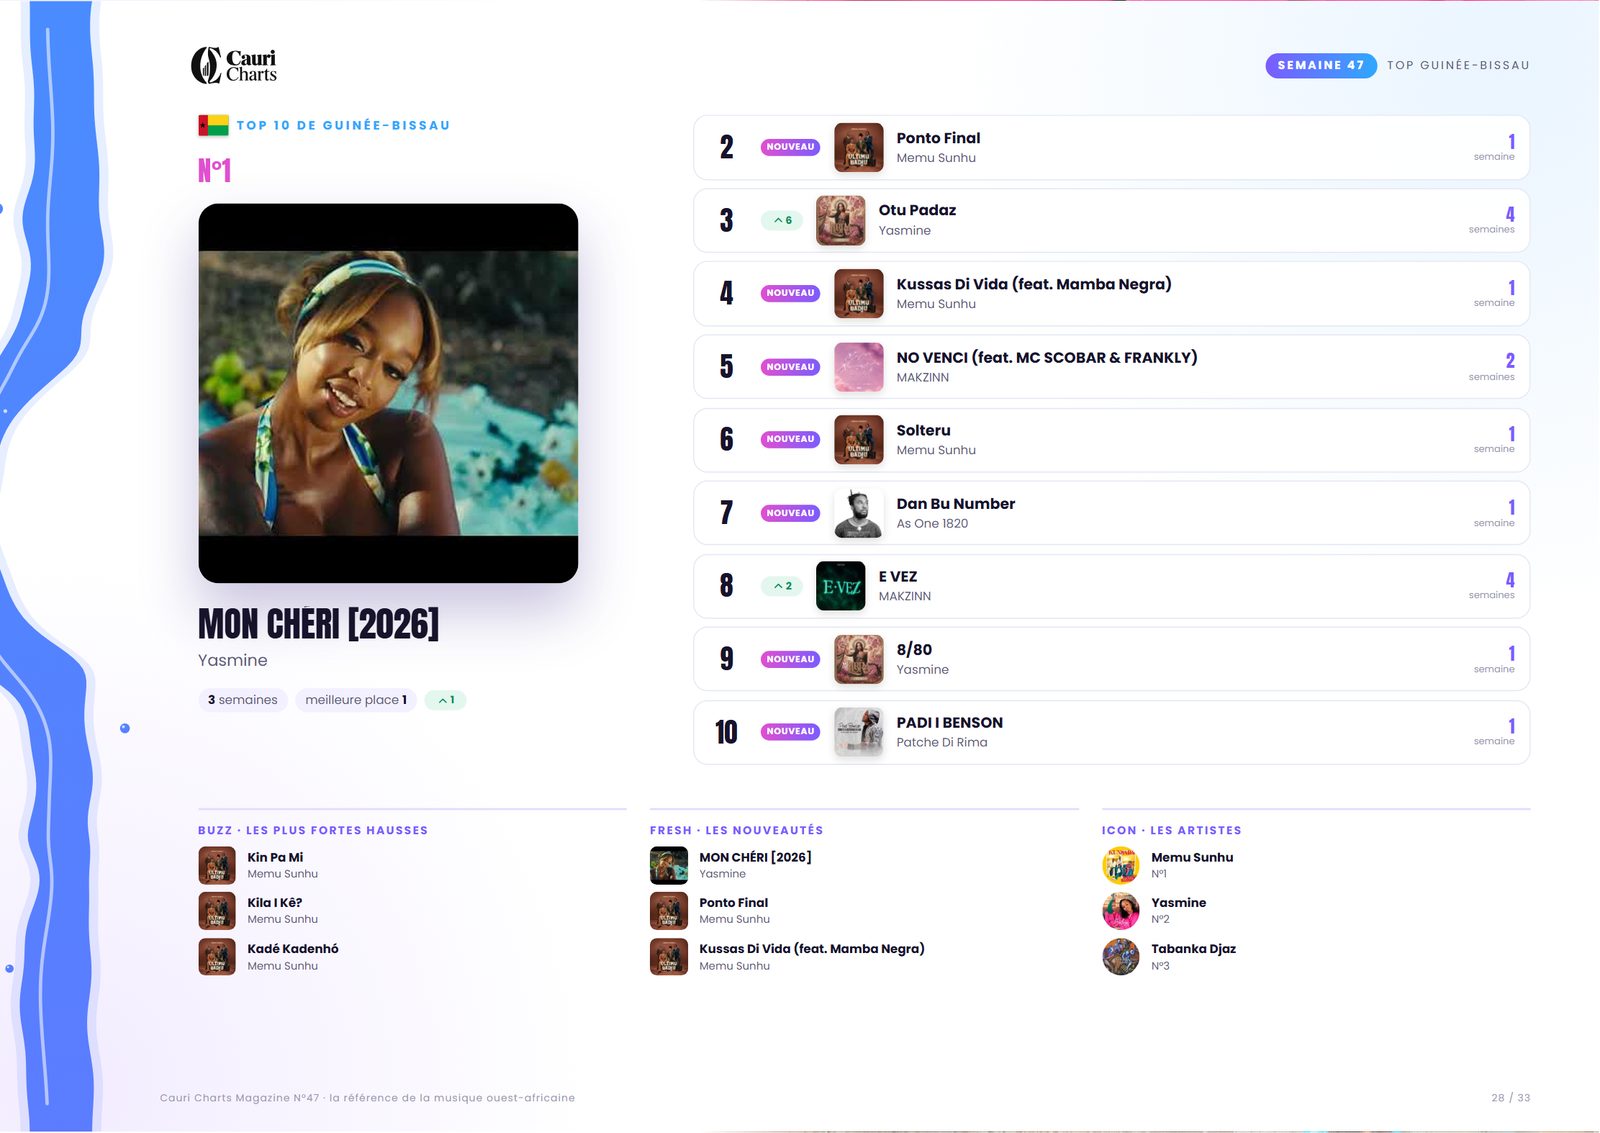 Cauri
Charts
SEMAINE 47
TOP GUINÉE-BISSAU
TOP 10 DE GUINÉE-BISSAU
N°1
MON CHÉRI [2026]
Yasmine
3 semaines
meilleure place 1
1
2
NOUVEAU
Ponto Final
Memu Sunhu
1
semaine
3
6
Otu Padaz
Yasmine
4
semaines
4
NOUVEAU
Kussas Di Vida (feat. Mamba Negra)
Memu Sunhu
1
semaine
5
NOUVEAU
NO VENCI (feat. MC SCOBAR & FRANKLY)
MAKZINN
2
semaines
6
NOUVEAU
Solteru
Memu Sunhu
1
semaine
7
NOUVEAU
Dan Bu Number
As One 1820
1
semaine
8
2
E·VEZ
E VEZ
MAKZINN
4
semaines
9
NOUVEAU
8/80
Yasmine
1
semaine
10
NOUVEAU
PADI I BENSON
Patche Di Rima
1
semaine
BUZZ · LES PLUS FORTES HAUSSES
Kin Pa Mi
Memu Sunhu
Kila I Kê?
Memu Sunhu
Kadé Kadenhó
Memu Sunhu
FRESH · LES NOUVEAUTÉS
MON CHÉRI [2026]
Yasmine
Ponto Final
Memu Sunhu
Kussas Di Vida (feat. Mamba Negra)
Memu Sunhu
ICON · LES ARTISTES
Memu Sunhu
N°1
Yasmine
N°2
Tabanka Djaz
N°3
Cauri Charts Magazine N°47 · la référence de la musique ouest-africaine
28 / 33